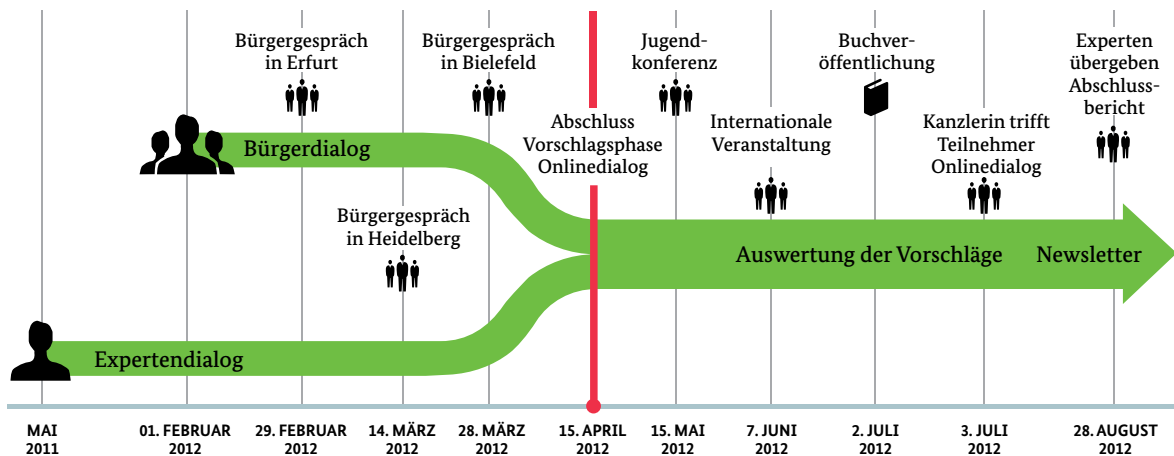 Bürgergespräch
in Erfurt
Bürgergespräch
in Bielefeld
Jugend-
konferenz
Buchver-
öffentlichung
Experten
übergeben
Abschluss-
bericht
Abschluss
Vorschlagsphase
Onlinedialog
Internationale
Veranstaltung
Kanzlerin trifft
Teilnehmer
Onlinedialog
Bürgerdialog
Bürgergespräch
in Heidelberg
Auswertung der Vorschläge
Newsletter
Expertendialog
MAI
2011
01. FEBRUAR
2012
29. FEBRUAR
2012
14. MÄRZ
2012
28. MÄRZ
2012
15. APRIL
2012
15. MAI
2012
7. JUNI
2012
2. JULI
2012
3. JULI
2012
28. AUGUST
2012